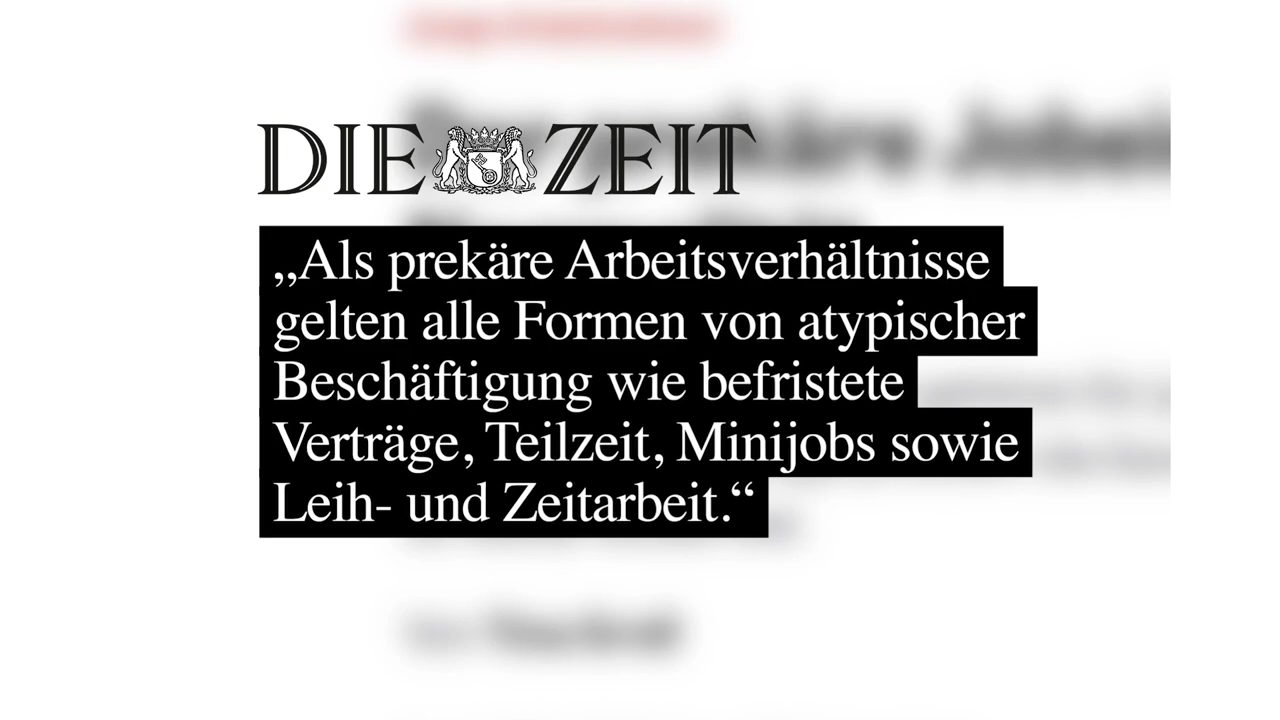 DIE ZEIT
„Als prekäre Arbeitsverhältnisse
gelten alle Formen von atypischer
Beschäftigung wie befristete
Verträge, Teilzeit, Minijobs sowie
Leih- und Zeitarbeit.“